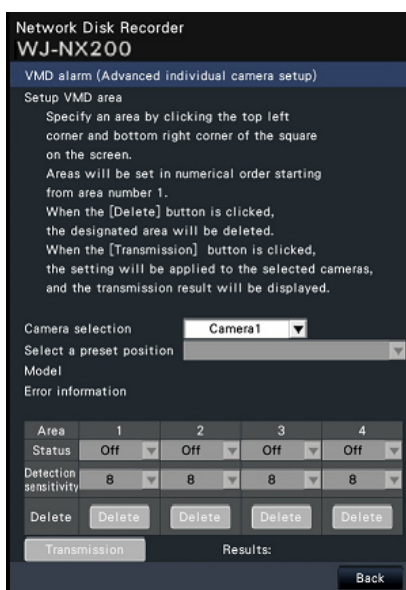 Network Disk Recorder
WJ-NX200
VMD alarm (Advanced individual camera setup)
Setup VMD area
Specify an area by clicking the top left
corner and bottom right corner of the square
on the screen.
Areas will be set in numerical order starting
from area number 1.
When the [Delete] button is clicked,
the designated area will be deleted.
When the [Transmission] button is clicked,
the setting will be applied to the selected cameras,
and the transmission result will be displayed.
Camera selection Camera1
Select a preset position
Model
Error information
Area 1 2 3 4
Status Off Off Off Off
Detection
sensitivity 8 8 8 8
Delete Delete Delete Delete Delete
Transmission Results:
Back